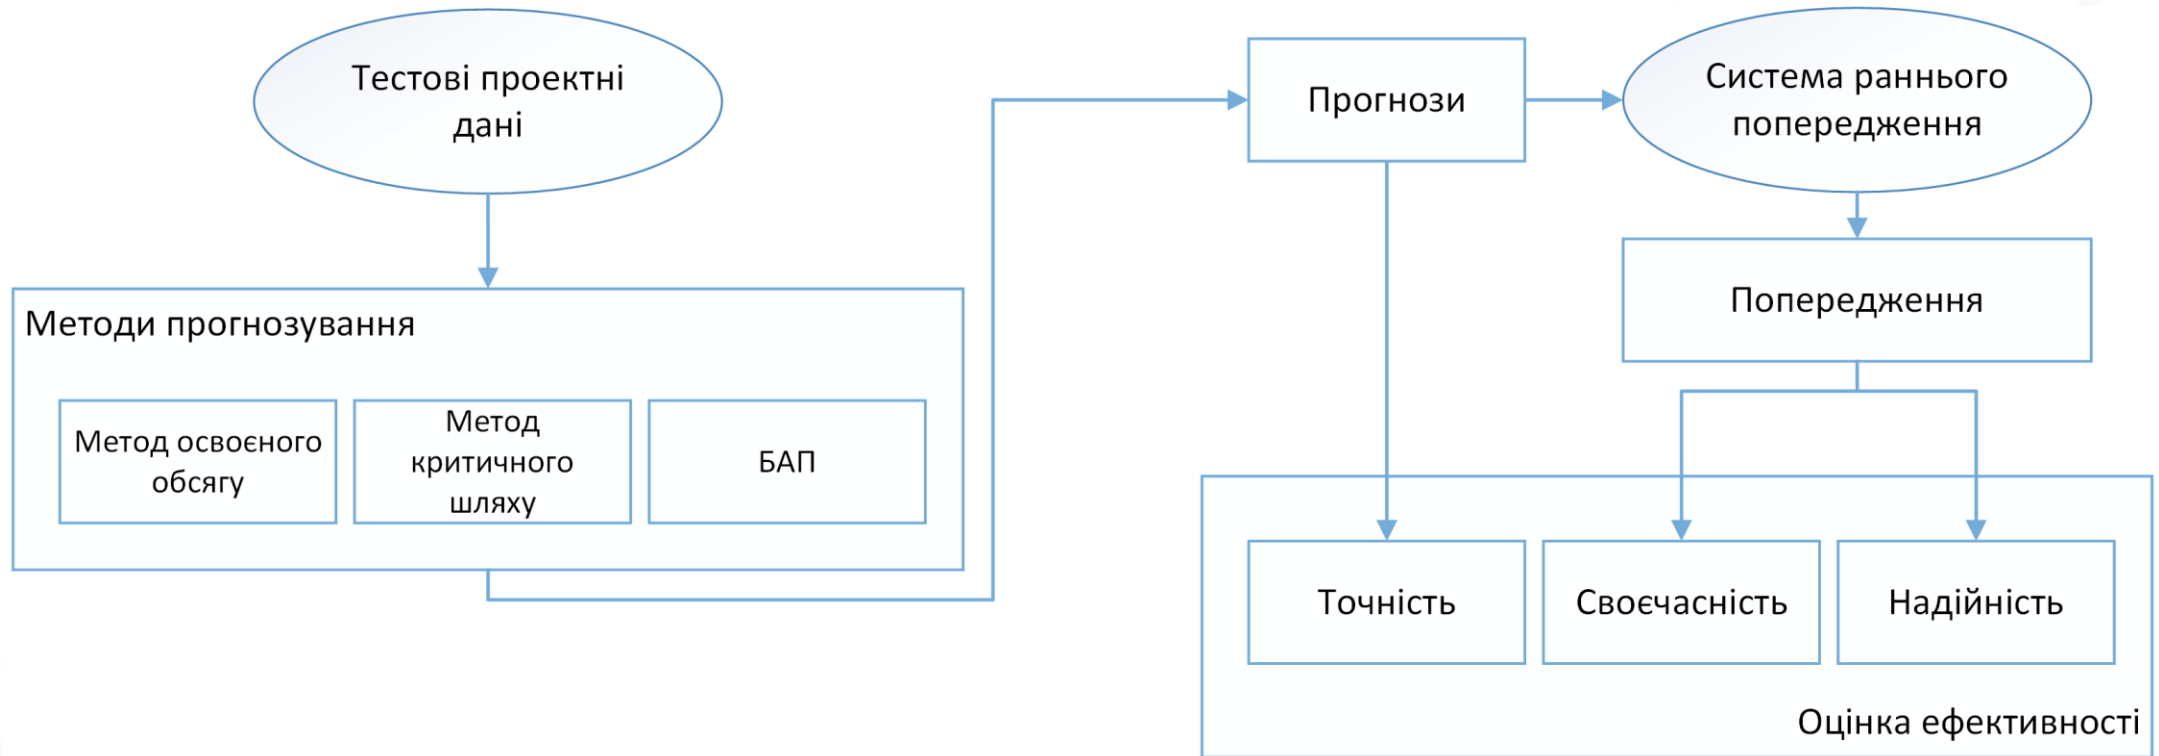 Тестові проектні
дані
Методи прогнозування
Метод освоєного
обсягу
Метод
критичного
шляху
БАП
Прогнози
Система раннього
попередження
Попередження
Точність
Своєчасність
Надійність
Оцінка ефективності